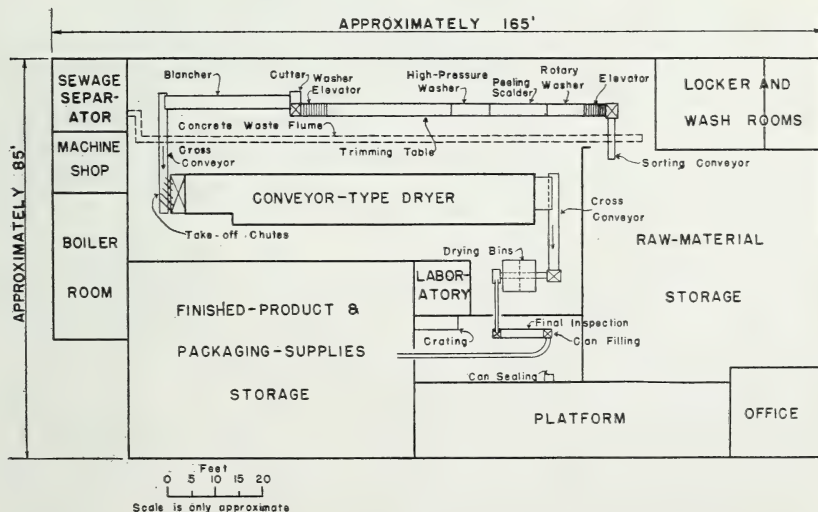 APPROXIMATELY 165'
APPROXIMATELY 85'
SEWAGE
SEPAR-
ATOR
MACHINE
SHOP
BOILER
ROOM
Blancher
Cutter
Washer
Elevator
High-Pressure
Washer
Peeling
Scalder
Rotary
Washer
Elevator
LOCKER AND
WASH ROOMS
Concrete Waste Flume
Trimming Table
Sorting Conveyor
Cross
Conveyor
CONVEYOR-TYPE DRYER
Cross
Conveyor
Take-off Chutes
RAW-MATERIAL
STORAGE
Drying Bins
LABOR-
ATORY
FINISHED-PRODUCT &
PACKAGING-SUPPLIES
STORAGE
Crating
Final Inspection
Can Filling
Can Sealing
PLATFORM
OFFICE
Feet
0 5 10 15 20
Scale is only approximate